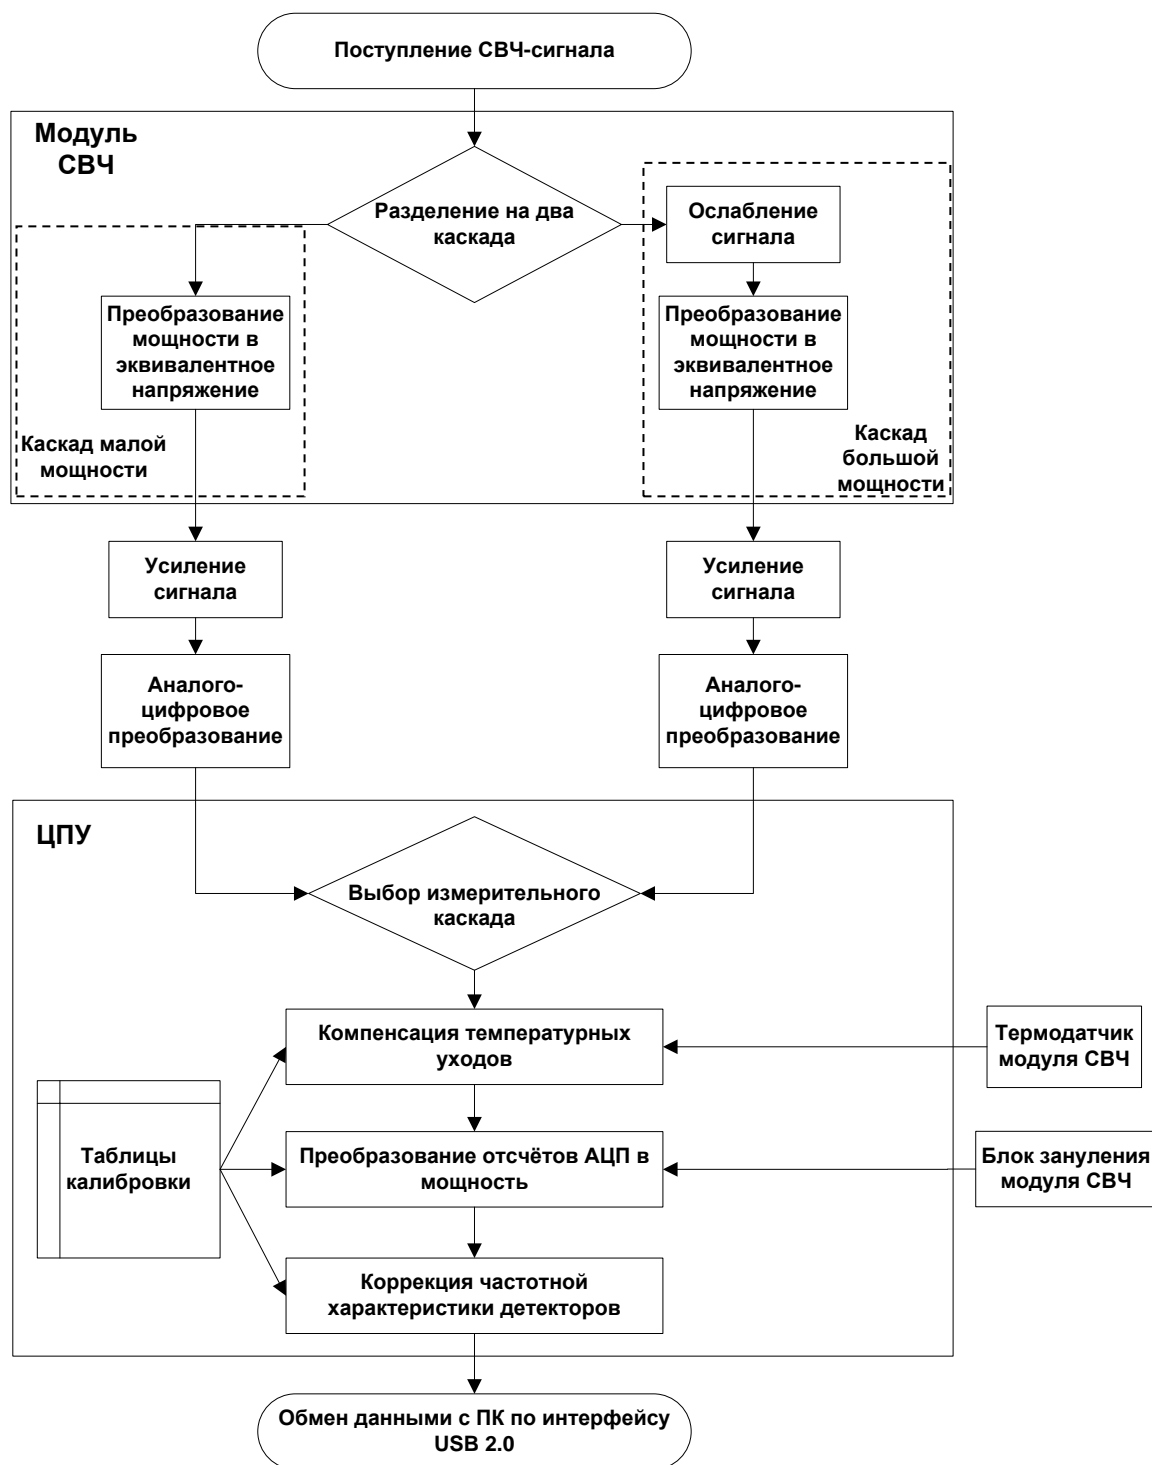 Поступление СВЧ-сигнала
Модуль
СВЧ
Разделение на два
каскада
Ослабление
сигнала
Преобразование
мощности в
эквивалентное
напряжение
Преобразование
мощности в
эквивалентное
напряжение
Каскад малой
мощности
Каскад
большой
мощности
Усиление
сигнала
Усиление
сигнала
Аналого-
цифровое
преобразование
Аналого-
цифровое
преобразование
ЦПУ
Выбор измерительного
каскада
Компенсация температурных
уходов
Термодатчик
модуля СВЧ
Таблицы
калибровки
Преобразование отсчётов АЦП в
мощность
Блок зануления
модуля СВЧ
Коррекция частотной
характеристики детекторов
Обмен данными с ПК по интерфейсу
USB 2.0